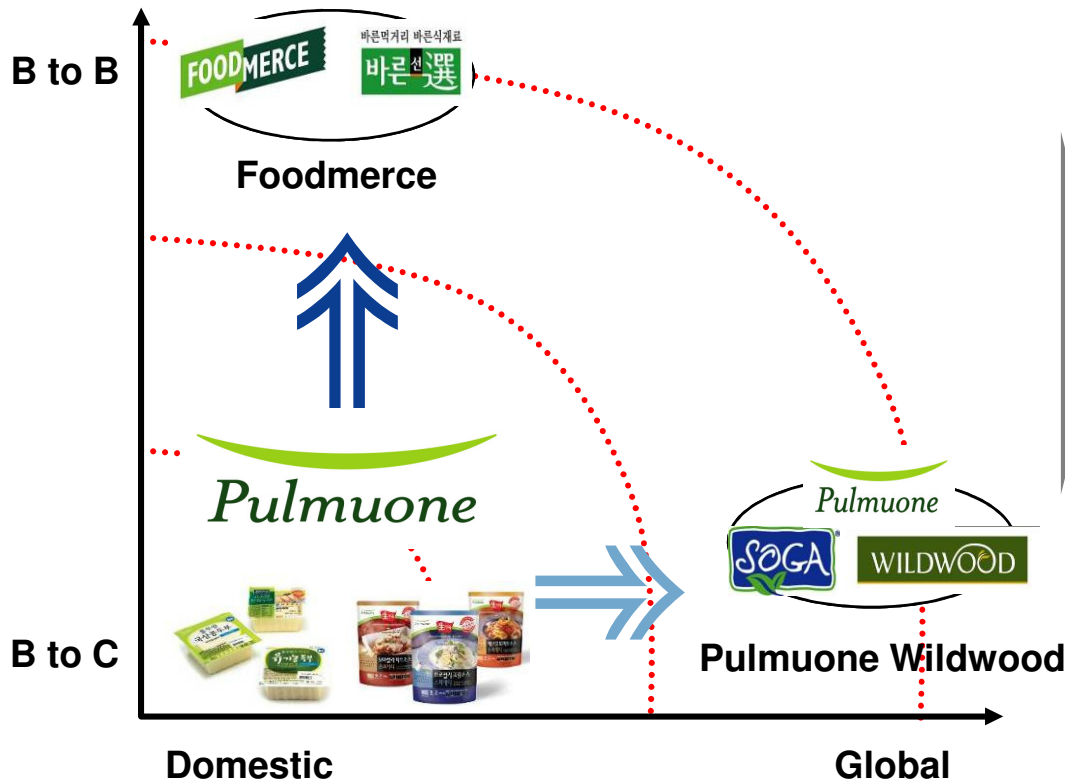 B to B
FOODMERCE
바른먹거리 바른식재료
바른선選
Foodmerce
Pulmuone
Pulmuone
SOGA
WILDWOOD
B to C
Pulmuone Wildwood
Domestic
Global